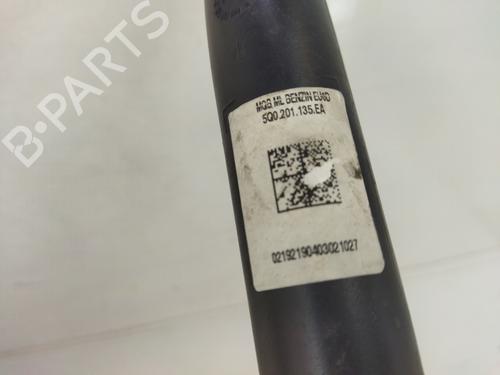 B-PARTS
MQB ML BENZIN EU6D
5Q0.201.135.EA
02192190403021027